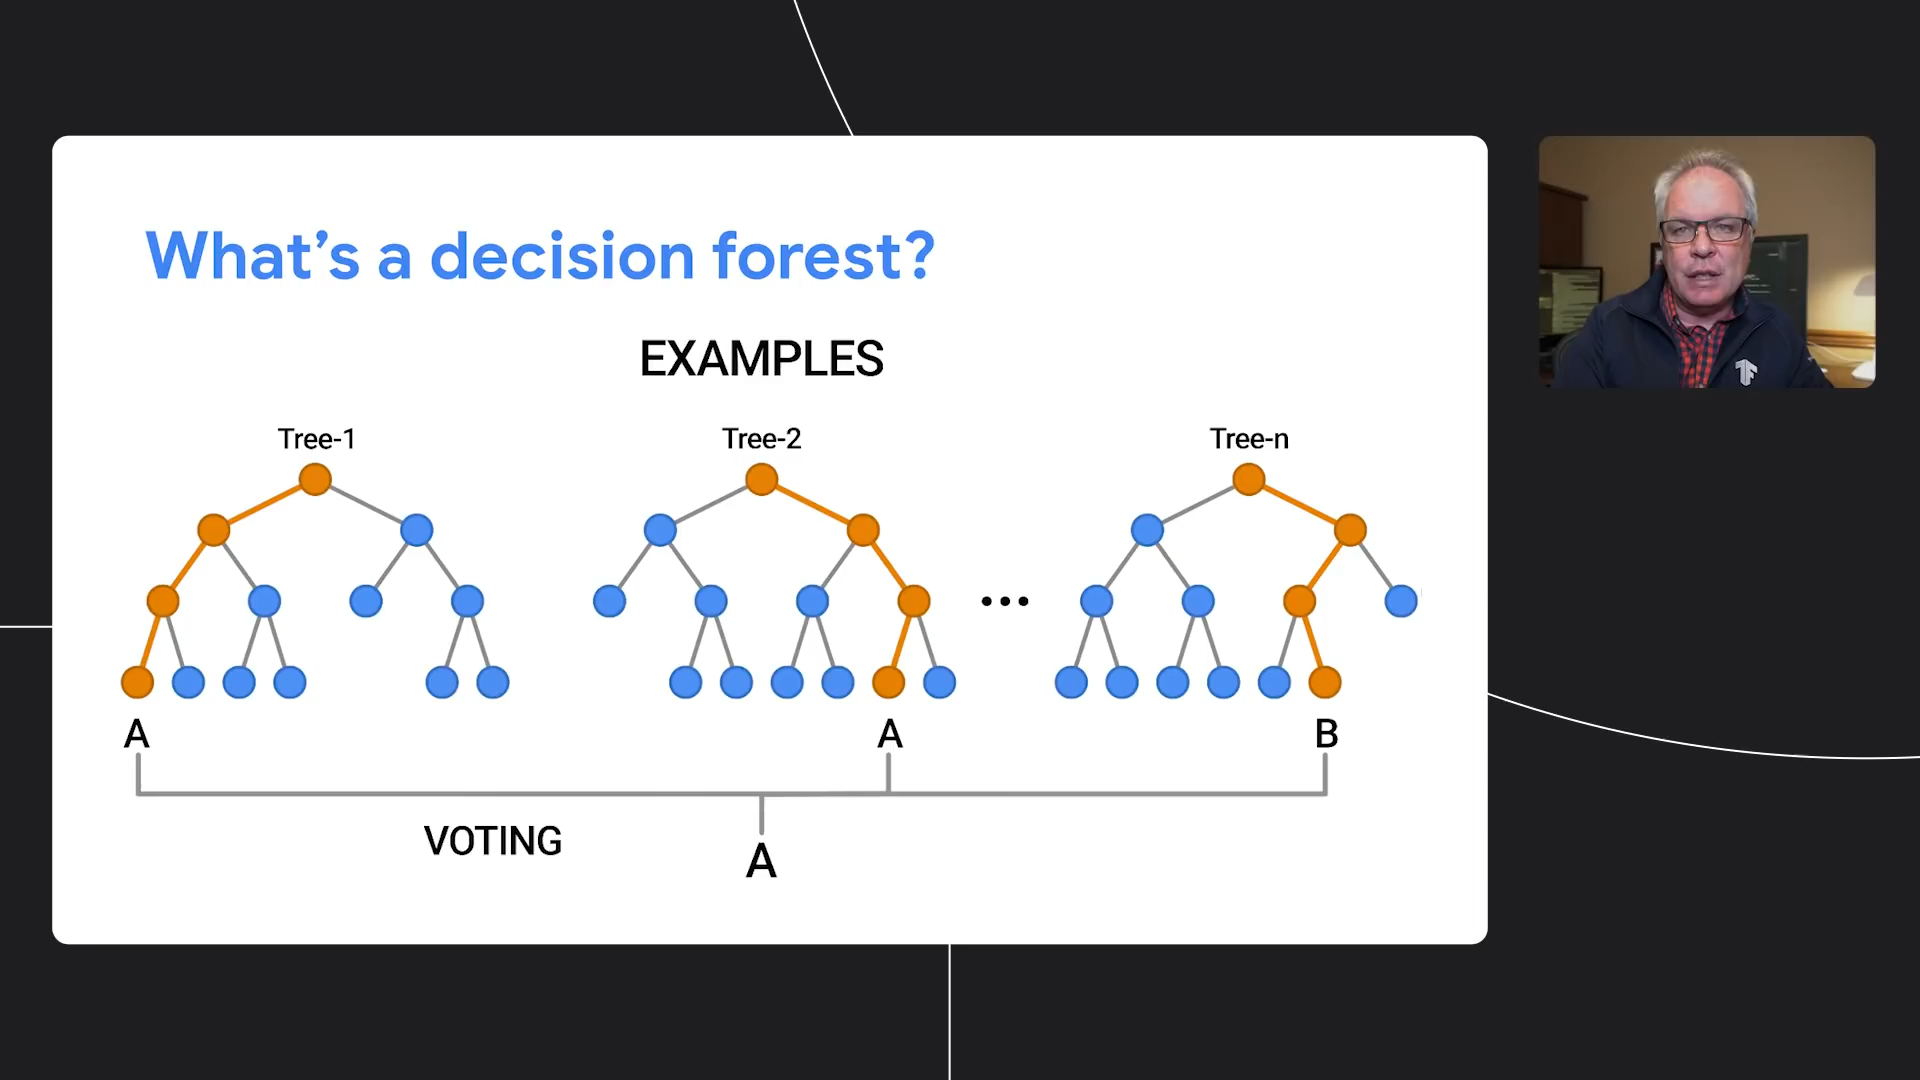 What's a decision forest?
EXAMPLES
Tree-1 Tree-2 Tree-n
...
A A B
VOTING
A